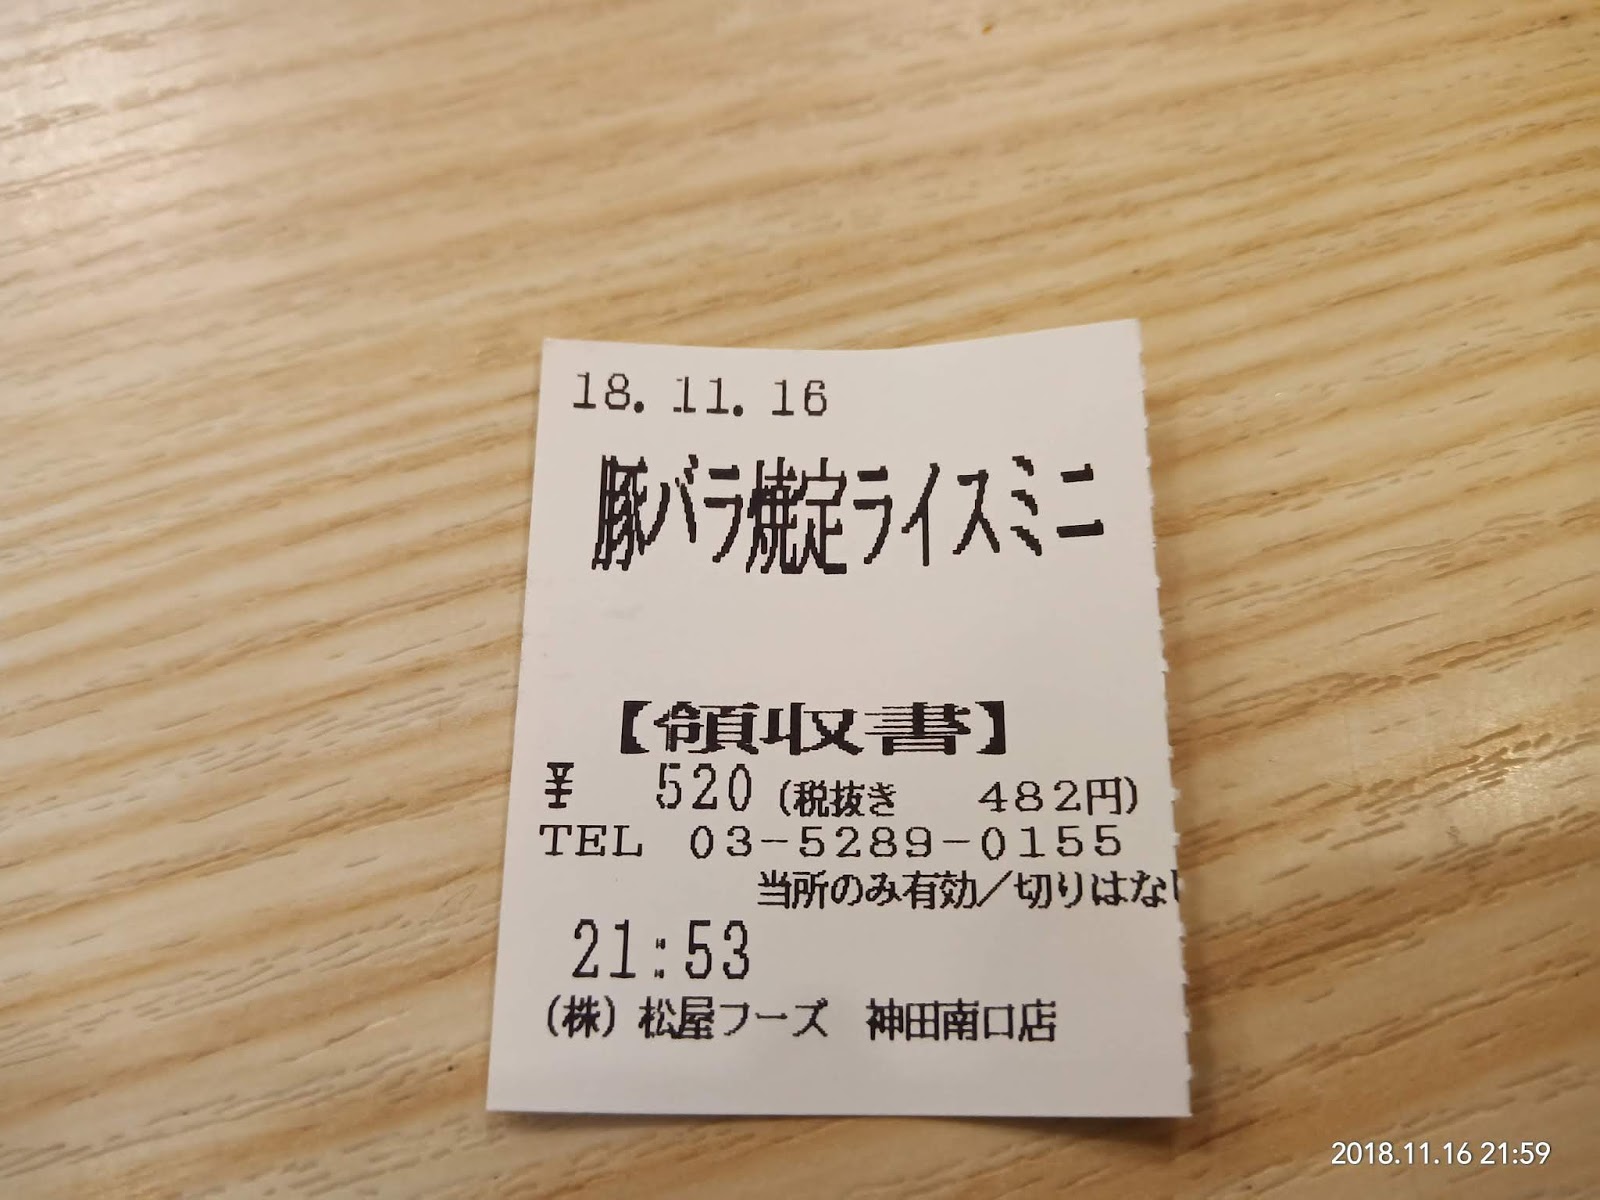 18.11.16
豚バラ焼定ライスミニ
【領収書】
¥ 520 (税抜き 482円)
TEL 03-5289-0155
当所のみ有効／切りはな
21:53
(株)松屋フーズ 神田南口店
2018.11.16 21:59